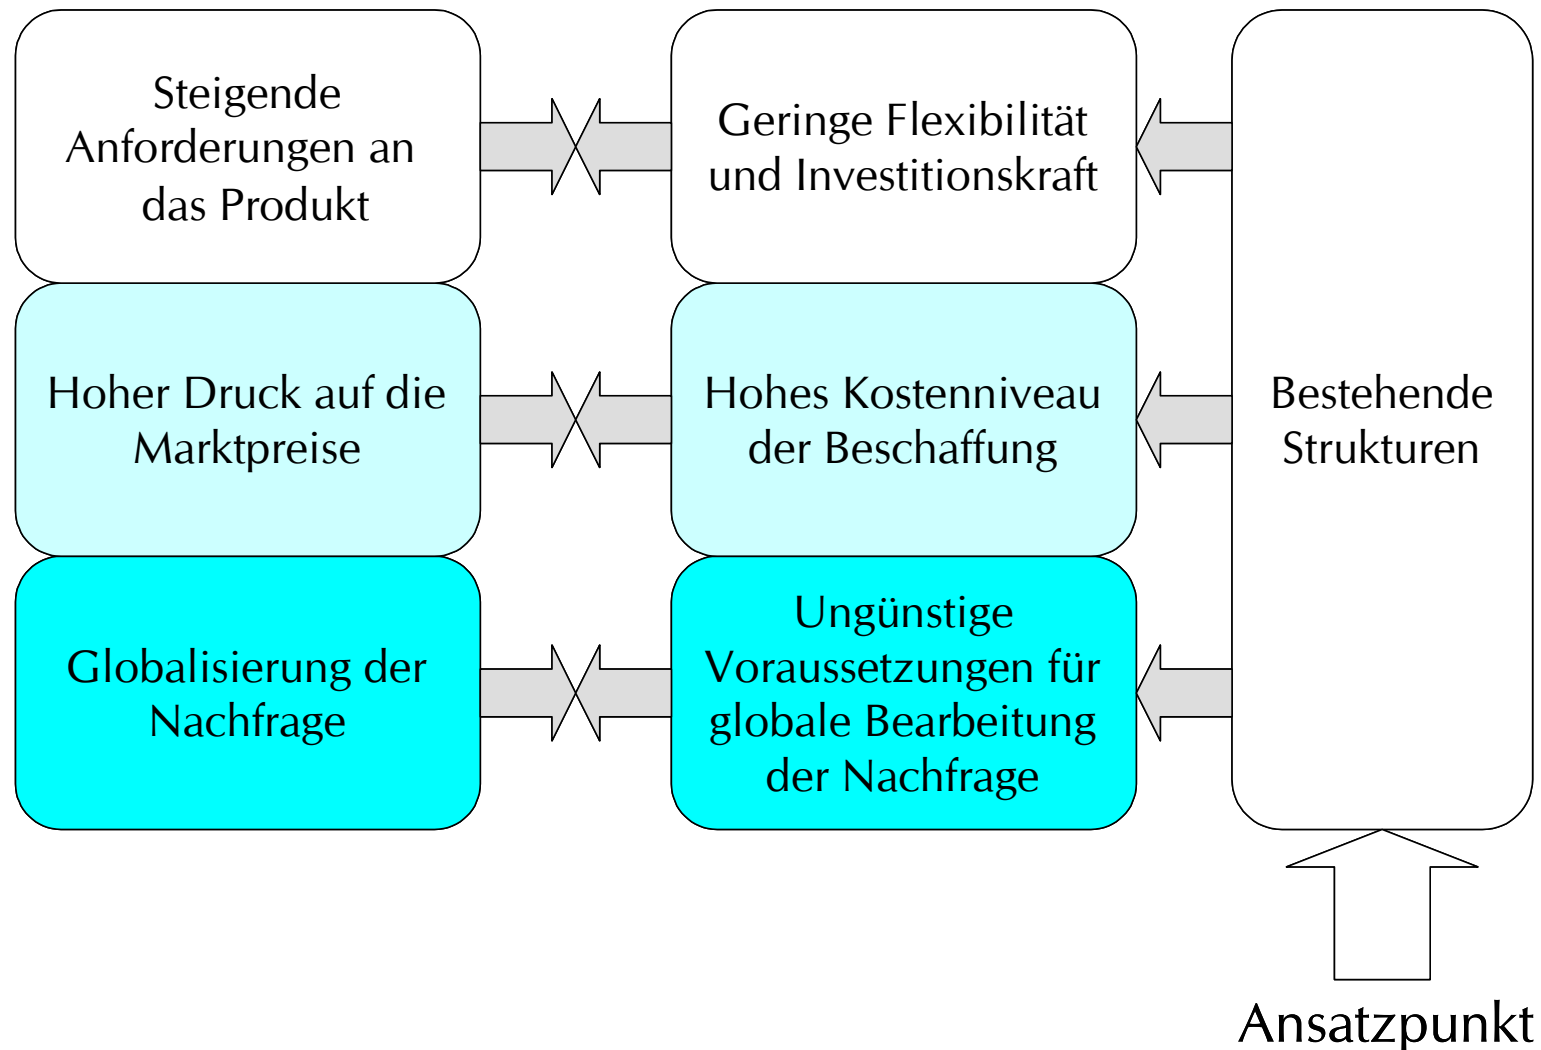 Steigende
Anforderungen an
das Produkt
Geringe Flexibilität
und Investitionskraft
Hoher Druck auf die
Marktpreise
Hohes Kostenniveau
der Beschaffung
Bestehende
Strukturen
Globalisierung der
Nachfrage
Ungünstige
Voraussetzungen für
globale Bearbeitung
der Nachfrage
Ansatzpunkt